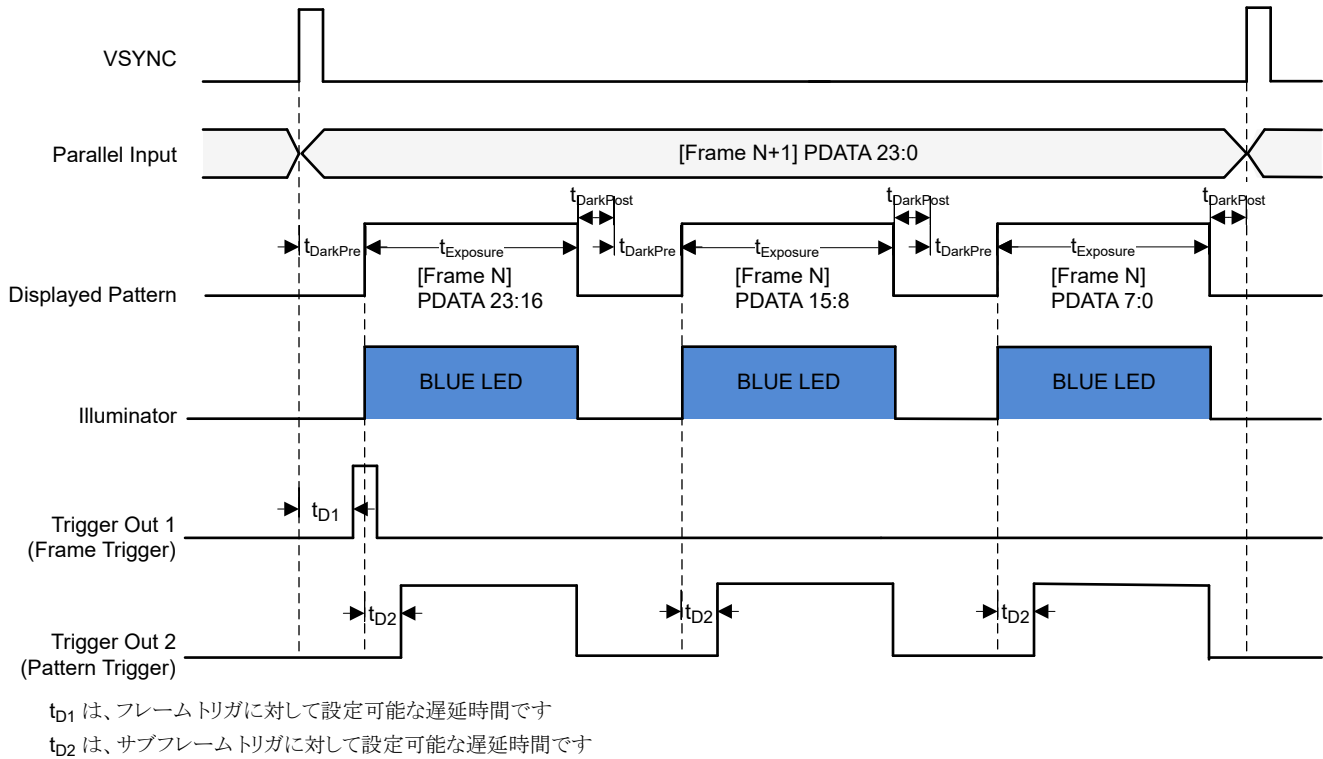 VSYNC
Parallel Input
[Frame N+1] PDATA 23:0
tDarkPost
tDarkPost
tDarkPost
tDarkPre
tExposure
tDarkPre
tExposure
tDarkPre
tExposure
Displayed Pattern
[Frame N]
PDATA 23:16
[Frame N]
PDATA 15:8
[Frame N]
PDATA 7:0
Illuminator
BLUE LED
BLUE LED
BLUE LED
tD1
Trigger Out 1
(Frame Trigger)
tD2
tD2
tD2
Trigger Out 2
(Pattern Trigger)
tD1 は、フレームトリガに対して設定可能な遅延時間です
tD2 は、サブフレームトリガに対して設定可能な遅延時間です